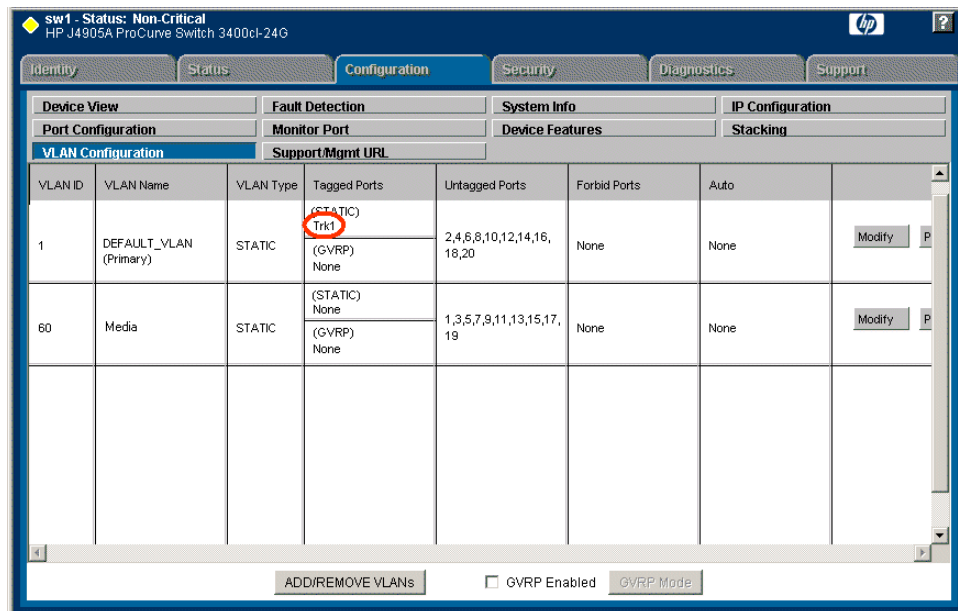 sw1 - Status: Non-Critical
HP J4905A ProCurve Switch 3400cl-24G
hp
?
Identity
Status
Configuration
Security
Diagnostics
Support
Device View
Fault Detection
System Info
IP Configuration
Port Configuration
Monitor Port
Device Features
Stacking
VLAN Configuration
Support/Mgmt URL
VLAN ID
VLAN Name
VLAN Type
Tagged Ports
Untagged Ports
Forbid Ports
Auto
1
DEFAULT_VLAN
(Primary)
STATIC
(STATIC)
Trk1
(GVRP)
None
2,4,6,8,10,12,14,16,
18,20
None
None
Modify
P
60
Media
STATIC
(STATIC)
None
(GVRP)
None
1,3,5,7,9,11,13,15,17,
19
None
None
Modify
P
ADD/REMOVE VLANs
GVRP Enabled
GVRP Mode